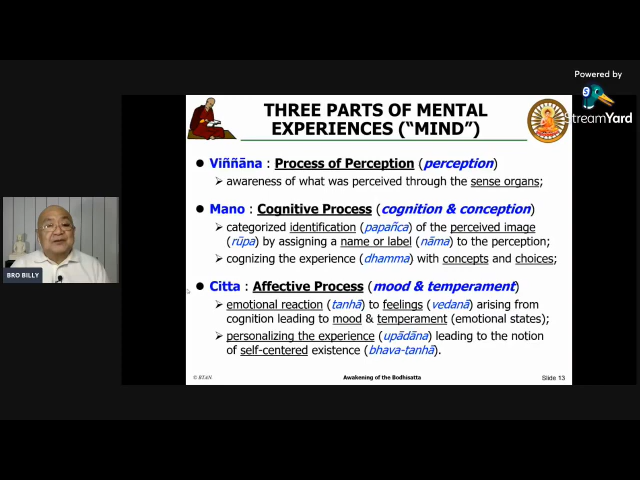 Powered by
StreamYard
THREE PARTS OF MENTAL
EXPERIENCES ("MIND")
● Viññāna : Process of Perception (perception)
➢ awareness of what was perceived through the sense organs;
● Mano : Cognitive Process (cognition & conception)
➢ categorized identification (papañca) of the perceived image
(rūpa) by assigning a name or label (nāma) to the perception;
➢ cognizing the experience (dhamma) with concepts and choices;
● Citta : Affective Process (mood & temperament)
➢ emotional reaction (tanhā) to feelings (vedanā) arising from
cognition leading to mood & temperament (emotional states);
➢ personalizing the experience (upādāna) leading to the notion
of self-centered existence (bhava-tanhā).
BRO BILLY
© BTAN
Awakening of the Bodhisatta
Slide 13